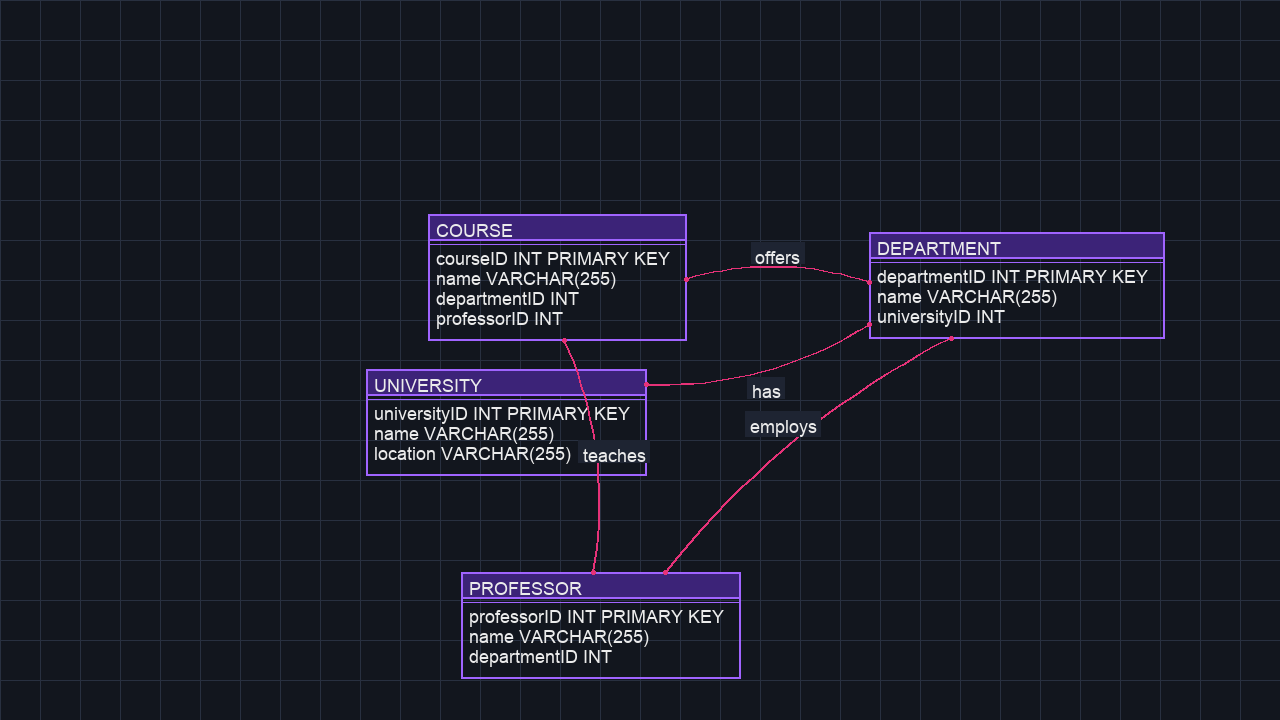 COURSE
courseID INT PRIMARY KEY
name VARCHAR(255)
departmentID INT
professorID INT
offers
DEPARTMENT
departmentID INT PRIMARY KEY
name VARCHAR(255)
universityID INT
UNIVERSITY
universityID INT PRIMARY KEY
name VARCHAR(255)
location VARCHAR(255)
has
employs
teaches
PROFESSOR
professorID INT PRIMARY KEY
name VARCHAR(255)
departmentID INT